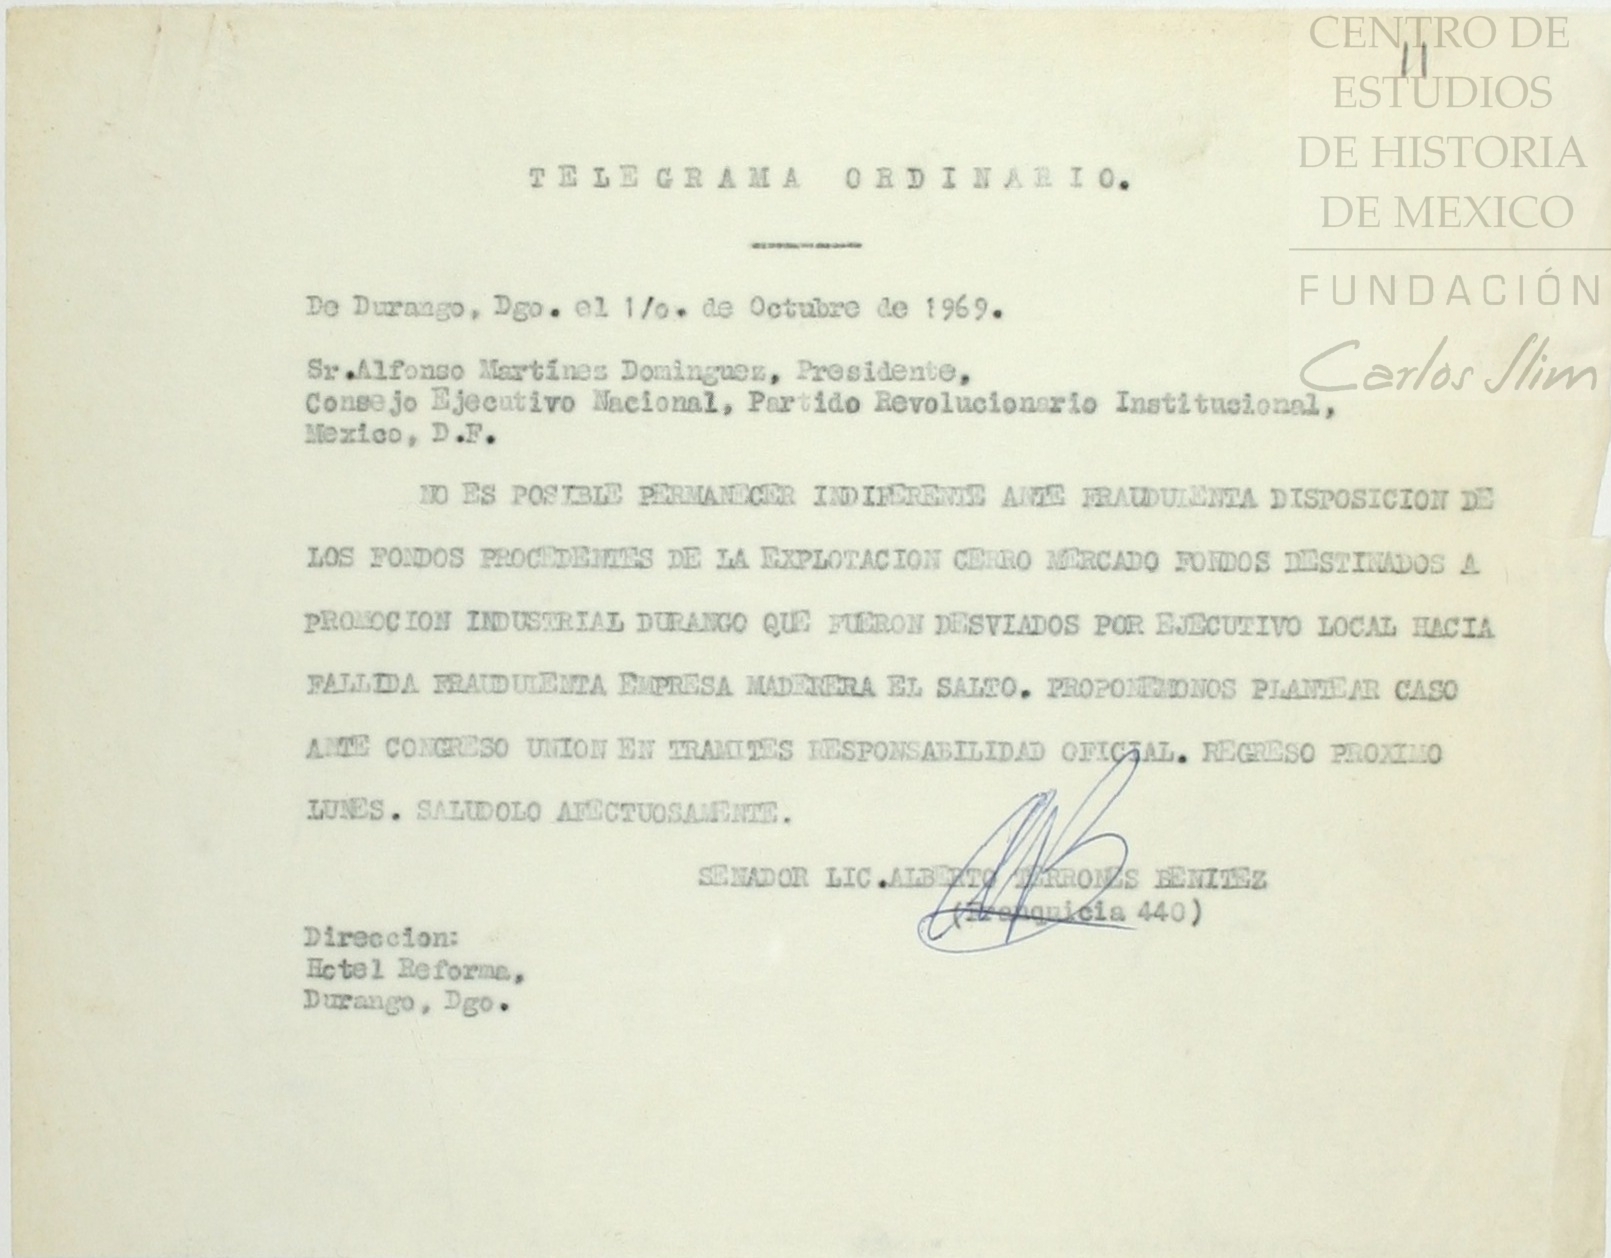 CENTRO DE
ESTUDIOS
DE HISTORIA
DE MEXICO
FUNDACIÓN
Carlos Slim
11
TELEGRAMA ORDINARIO.
De Durango, Dgo. el 1/o. de Octubre de 1969.
Sr.Alfonso Martínez Dominguez, Presidente,
Consejo Ejecutivo Nacional, Partido Revolucionario Institucional,
Mexico, D.F.
NO ES POSIBLE PERMANECER INDIFERENTE ANTE FRAUDULENTA DISPOSICION DE
LOS FONDOS PROCEDENTES DE LA EXPLOTACION CERRO MERCADO FONDOS DESTINADOS A
PROMOCION INDUSTRIAL DURANGO QUE FUERON DESVIADOS POR EJECUTIVO LOCAL HACIA
FALLIDA FRAUDULENTA EMPRESA MADERERA EL SALTO. PROPONEMONOS PLANTEAR CASO
ANTE CONGRESO UNION EN TRAMITES RESPONSABILIDAD OFICIAL. REGRESO PROXIMO
LUNES. SALUDOLO AFECTUOSAMENTE.
SENADOR LIC.ALBERTO TERRONES BENITEZ
(Franquicia 440)
Direccion:
Hotel Reforma,
Durango, Dgo.